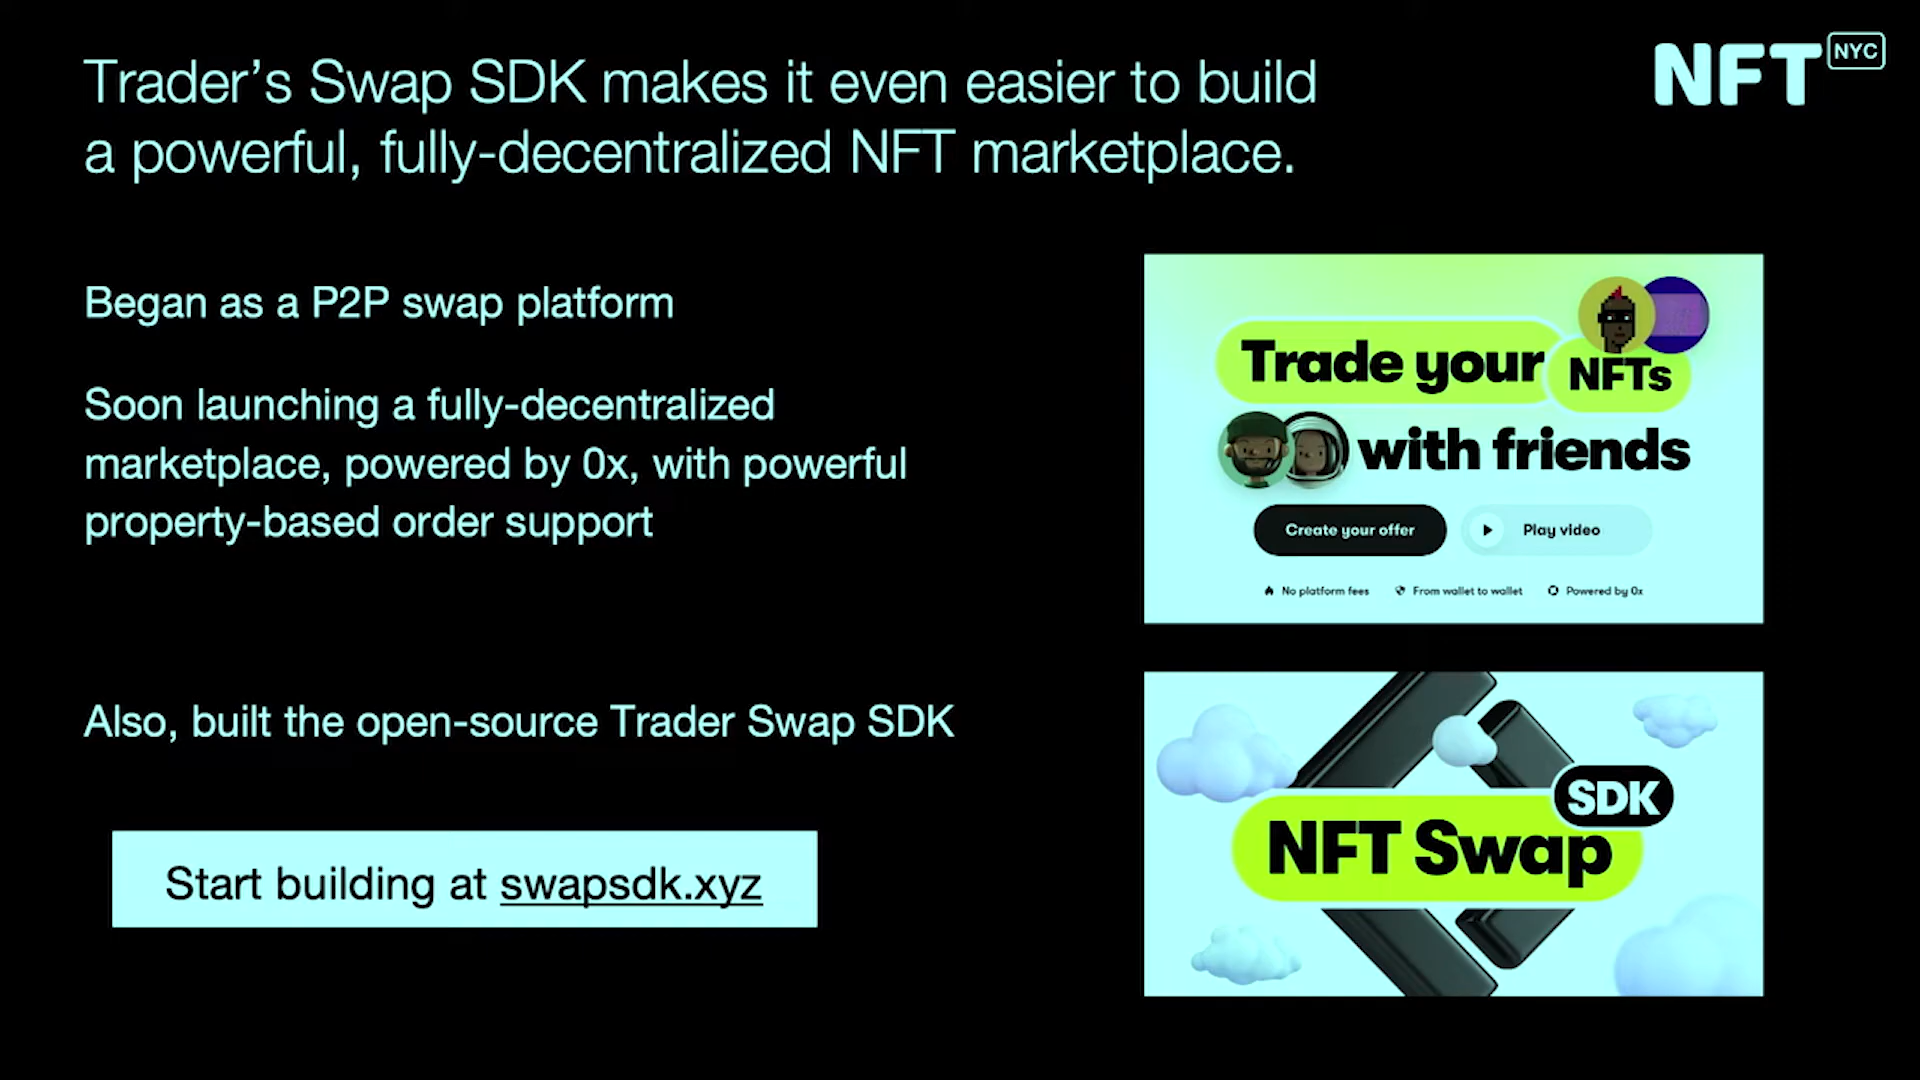 Trader’s Swap SDK makes it even easier to build
a powerful, fully-decentralized NFT marketplace.
NFT NYC
Began as a P2P swap platform
Soon launching a fully-decentralized
marketplace, powered by 0x, with powerful
property-based order support
Also, built the open-source Trader Swap SDK
Start building at swapsdk.xyz
Trade your NFTs
with friends
Create your offer
Play video
No platform fees
From wallet to wallet
Powered by 0x
SDK
NFT Swap